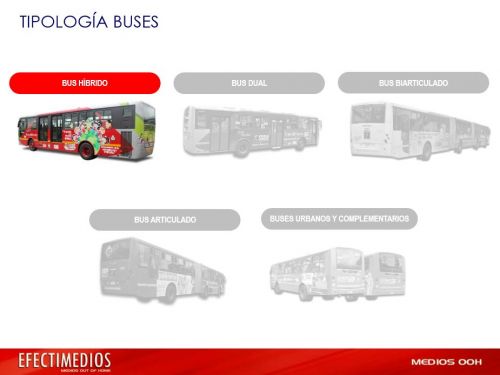 TIPOLOGÍA BUSES
BUS HÍBRIDO
BUS DUAL
BUS BIARTICULADO
BUS ARTICULADO
BUSES URBANOS Y COMPLEMENTARIOS
EFECTIMEDIOS
MEDIOS OUT OF HOME
MEDIOS OOH